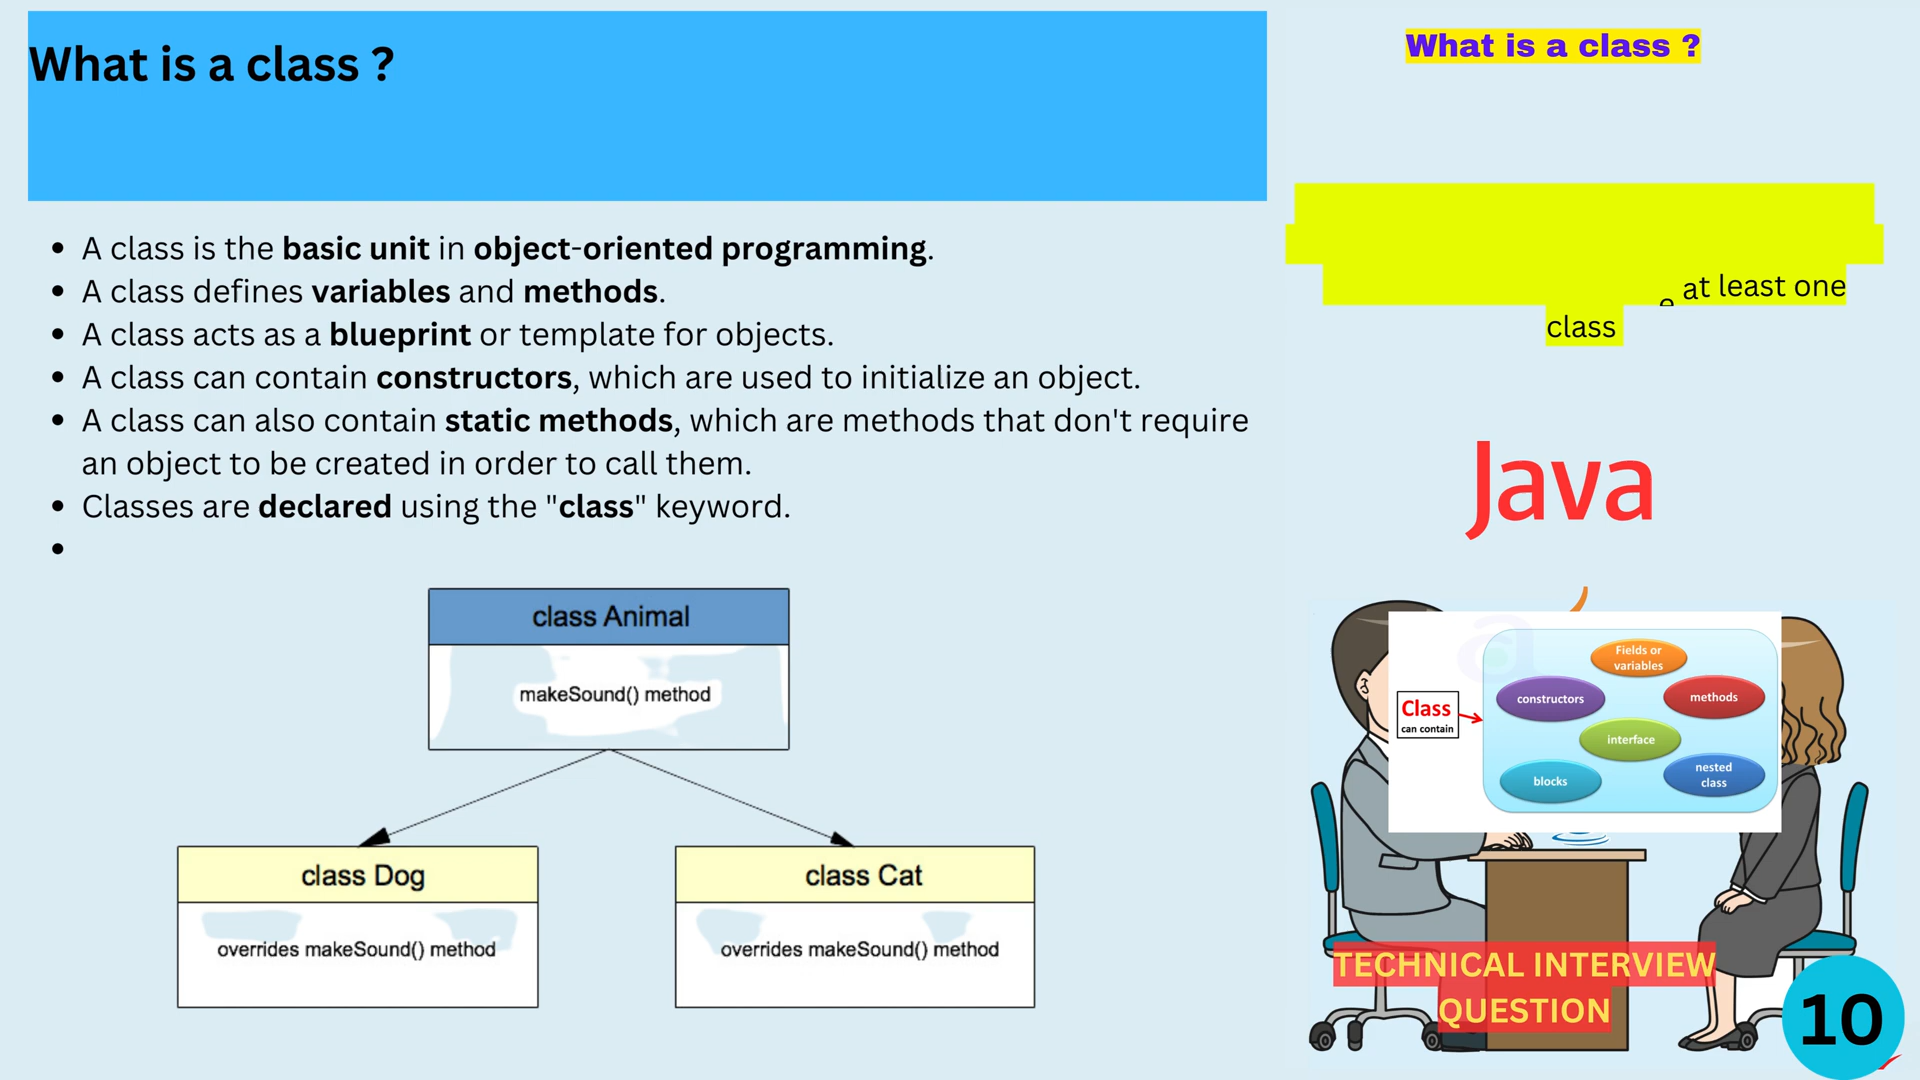 What is a class ?
A class is the basic unit in object-oriented programming.
A class defines variables and methods.
A class acts as a blueprint or template for objects.
A class can contain constructors, which are used to initialize an object.
A class can also contain static methods, which are methods that don't require
an object to be created in order to call them.
Classes are declared using the "class" keyword.
class Animal
makeSound() method
class Dog
overrides makeSound() method
class Cat
overrides makeSound() method
What is a class ?
at least one
class
Java
Class
can contain
Fields or
variables
constructors
methods
interface
blocks
nested
class
TECHNICAL INTERVIEW
QUESTION
10